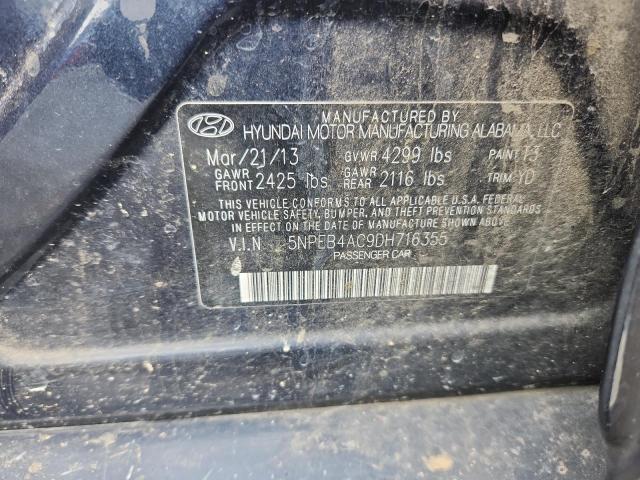 MANUFACTURED BY
HYUNDAI MOTOR MANUFACTURING ALABAMA, LLC
Mar/21/13 GVWR 4299 lbs PAINT T3
GAWR FRONT 2425 lbs GAWR REAR 2116 lbs TRIM YD
THIS VEHICLE CONFORMS TO ALL APPLICABLE U.S.A. FEDERAL
MOTOR VEHICLE SAFETY, BUMPER, AND THEFT PREVENTION STANDARDS
IN EFFECT ON THE DATE OF MANUFACTURE SHOWN ABOVE.
V.I.N 5NPEB4AC9DH716355
PASSENGER CAR